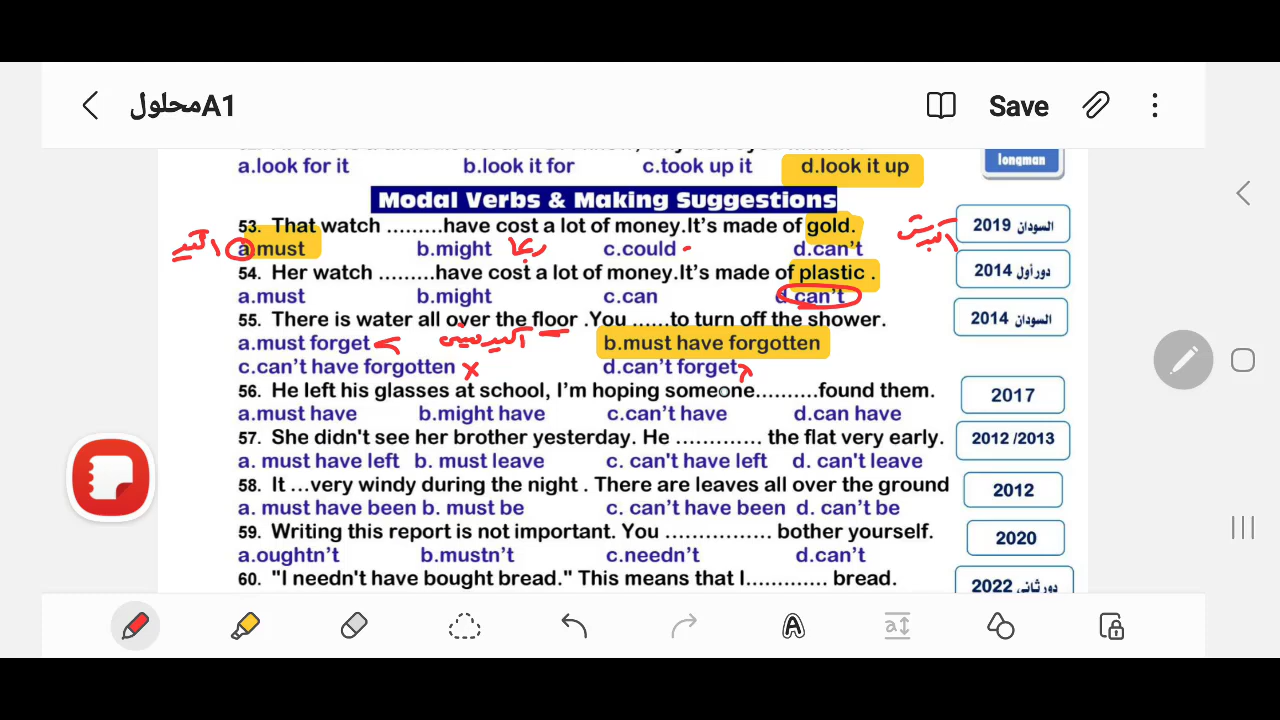 محلول A1
Save
a.look for it b.look it for c.took up it d.look it up
longman
Modal Verbs & Making Suggestions
53. That watch .........have cost a lot of money.It's made of gold.
السودان 2019
اكيد a.must b.might ربما c.could d.can't
54. Her watch .........have cost a lot of money.It's made of plastic .
دور أول 2014
a.must b.might c.can d.can't
55. There is water all over the floor .You ......to turn off the shower.
السودان 2014
a.must forget b.must have forgotten
c.can't have forgotten x d.can't forget x
56. He left his glasses at school, I'm hoping someone..........found them.
2017
a.must have b.might have c.can't have d.can have
57. She didn't see her brother yesterday. He ............. the flat very early.
2012 /2013
a. must have left b. must leave c. can't have left d. can't leave
58. It ...very windy during the night . There are leaves all over the ground
2012
a. must have been b. must be c. can't have been d. can't be
59. Writing this report is not important. You ................ bother yourself.
2020
a.oughtn't b.mustn't c.needn't d.can't
60. "I needn't have bought bread." This means that I............. bread.
دور ثانى 2022